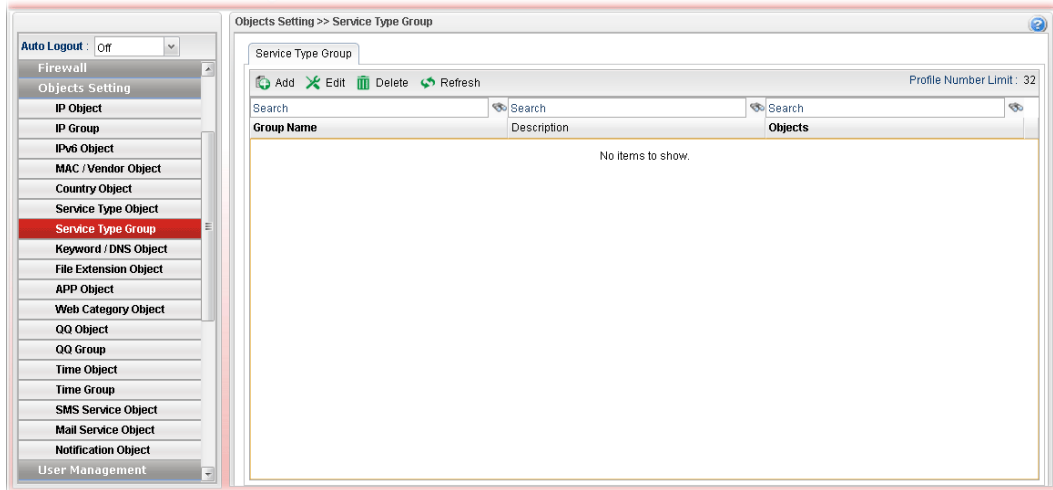 Objects Setting >> Service Type Group
Auto Logout : Off
Firewall
Objects Setting
IP Object
IP Group
IPv6 Object
MAC / Vendor Object
Country Object
Service Type Object
Service Type Group
Keyword / DNS Object
File Extension Object
APP Object
Web Category Object
QQ Object
QQ Group
Time Object
Time Group
SMS Service Object
Mail Service Object
Notification Object
User Management
Service Type Group
Add Edit Delete Refresh Profile Number Limit : 32
Search Search Search
Group Name Description Objects
No items to show.